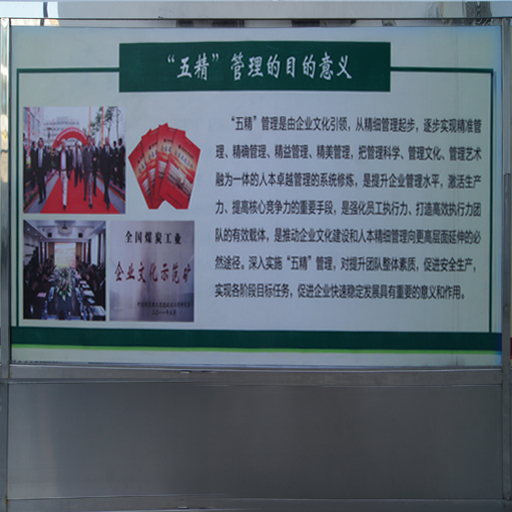 “五精”管理的目的意义
“五精”管理是由企业文化引领，从精细管理起步，逐步实现精准管
理、精确管理、精益管理、精美管理，把管理科学、管理文化、管理艺术
融为一体的人本卓越管理的系统修炼，是提升企业管理水平，激活生产
力、提高核心竞争力的重要手段，是强化员工执行力、打造高效执行力团
队的有效载体，是推动企业文化建设和人本精细管理向更高层面延伸的必
然途径。深入实施“五精”管理，对提升团队整体素质，促进安全生产，
实现各阶段目标任务，促进企业快速稳定发展具有重要的意义和作用。
全国煤炭工业
企业文化示范矿